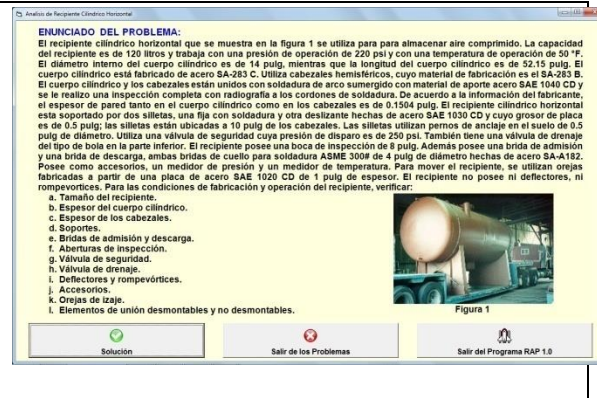 Analisis de Recipiente Cilíndrico Horizontal
ENUNCIADO DEL PROBLEMA:
El recipiente cilíndrico horizontal que se muestra en la figura 1 se utiliza para para almacenar aire comprimido. La capacidad
del recipiente es de 120 litros y trabaja con una presión de operación de 220 psi y con una temperatura de operación de 50 °F.
El diámetro interno del cuerpo cilíndrico es de 14 pulg, mientras que la longitud del cuerpo cilíndrico es de 52.15 pulg. El
cuerpo cilíndrico está fabricado de acero SA-283 C. Utiliza cabezales hemisféricos, cuyo material de fabricación es el SA-283 B.
El cuerpo cilíndrico y los cabezales están unidos con soldadura de arco sumergido con material de aporte acero SAE 1040 CD y
se le realizo una inspección completa con radiografía a los cordones de soldadura. De acuerdo a la información del fabricante,
el espesor de pared tanto en el cuerpo cilíndrico como en los cabezales es de 0.1504 pulg. El recipiente cilíndrico horizontal
esta soportado por dos silletas, una fija con soldadura y otra deslizante hechas de acero SAE 1030 CD y cuyo grosor de placa
es de 0.5 pulg; las silletas están ubicadas a 10 pulg de los cabezales. Las silletas utilizan pernos de anclaje en el suelo de 0.5
pulg de diámetro. Utiliza una válvula de seguridad cuya presión de disparo es de 250 psi. También tiene una válvula de drenaje
del tipo de bola en la parte inferior. El recipiente posee una boca de inspección de 8 pulg. Además posee una brida de admisión
y una brida de descarga, ambas bridas de cuello para soldadura ASME 300# de 4 pulg de diámetro hechas de acero SA-A182.
Posee como accesorios, un medidor de presión y un medidor de temperatura. Para mover el recipiente, se utilizan orejas
fabricadas a partir de una placa de acero SAE 1020 CD de 1 pulg de espesor. El recipiente no posee ni deflectores, ni
rompevortices. Para las condiciones de fabricación y operación del recipiente, verificar:
a. Tamaño del recipiente.
b. Espesor del cuerpo cilíndrico.
c. Espesor de los cabezales.
d. Soportes.
e. Bridas de admisión y descarga.
f. Aberturas de inspección.
g. Válvula de seguridad.
h. Válvula de drenaje.
i. Deflectores y rompevórtices.
j. Accesorios.
k. Orejas de izaje.
l. Elementos de unión desmontables y no desmontables.
Figura 1
Solución
Salir de los Problemas
Salir del Programa RAP 1.0